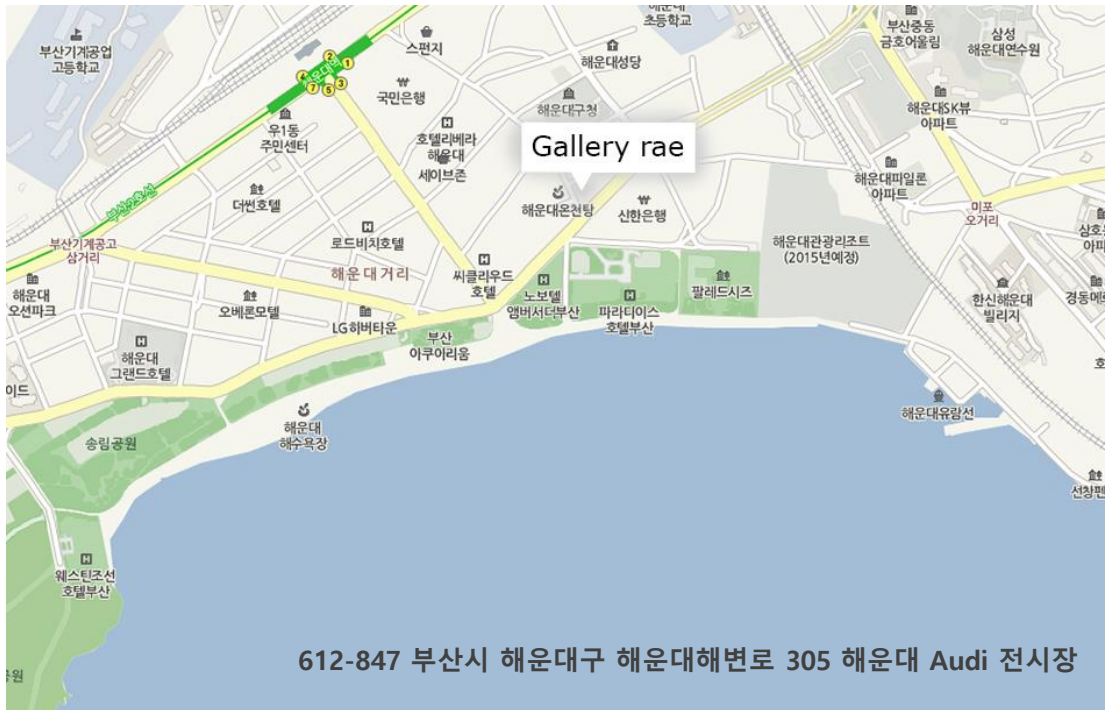 부산기계공업
고등학교
스펀지
초등학교
부산중동
금호어울림
삼성
해운대연수원
해운대역
2
1
4
3
7
5
해운대성당
국민은행
해운대구청
해운대SK뷰
아파트
우1동
주민센터
호텔리베라
해운대
세이브존
Gallery rae
해운대파일론
아파트
부산2호선
더썬호텔
해운대온천탕
신한은행
미포
오거리
부산기계공고
삼거리
로드비치호텔
해운대관광리조트
(2015년예정)
해운대거리
씨클라우드
호텔
해운대
오션파크
오베론모텔
LG하버타운
노보텔
앰버서더부산
파라다이스
호텔부산
팔레드시즈
한신해운대
빌리지
부산
아쿠아리움
해운대
그랜드호텔
해운대유람선
송림공원
해운대
해수욕장
웨스틴조선
호텔부산
612-847 부산시 해운대구 해운대해변로 305 해운대 Audi 전시장